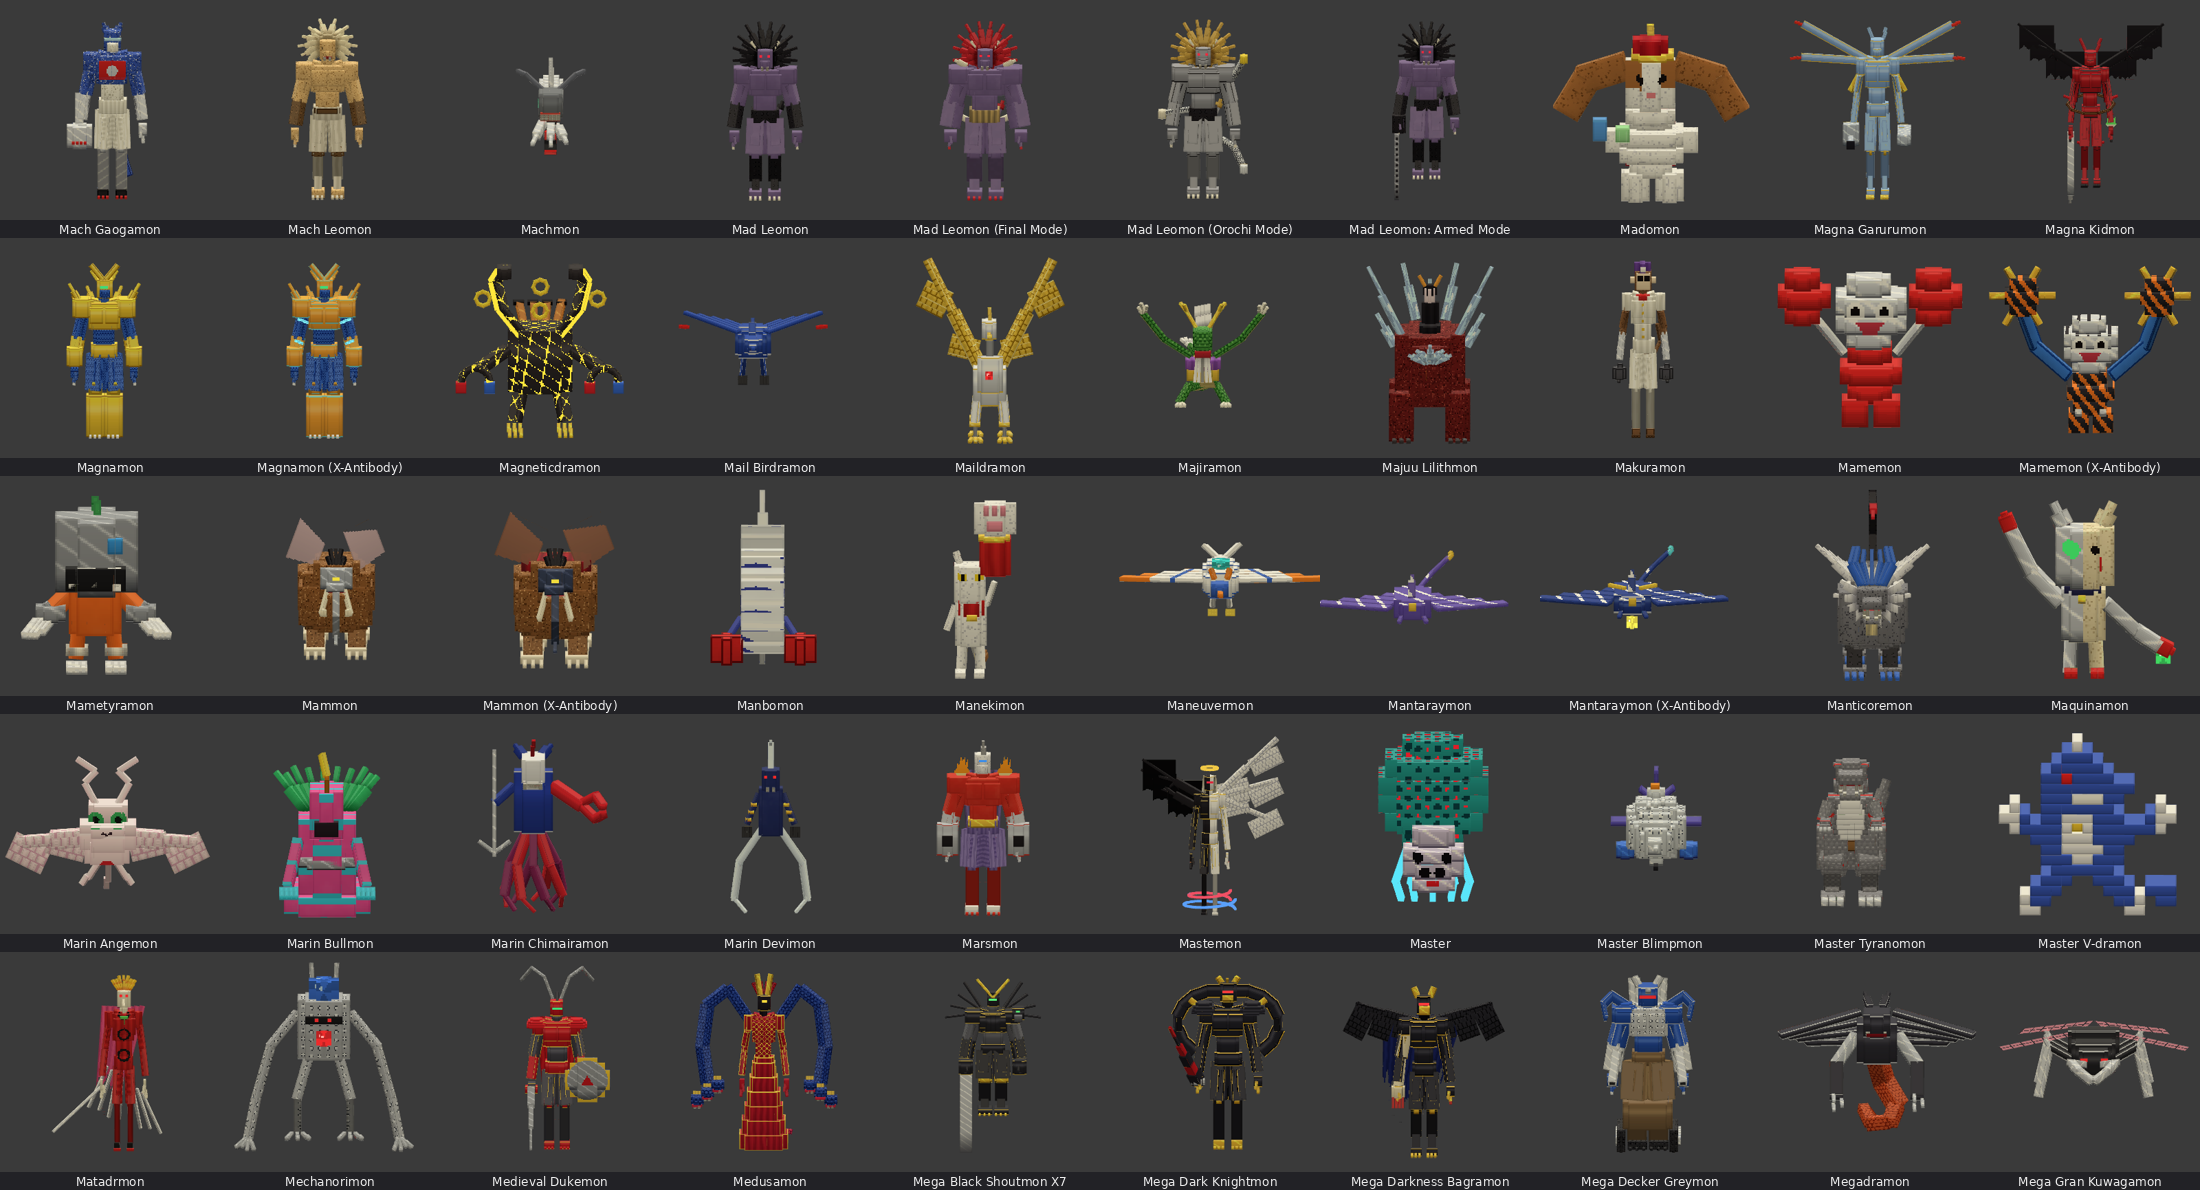 Mach Gaogamon
Mach Leomon
Machmon
Mad Leomon
Mad Leomon (Final Mode)
Mad Leomon (Orochi Mode)
Mad Leomon: Armed Mode
Madomon
Magna Garurumon
Magna Kidmon
Magnamon
Magnamon (X-Antibody)
Magneticdramon
Mail Birdramon
Maildramon
Majiramon
Majuu Lilithmon
Makuramon
Mamemon
Mamemon (X-Antibody)
Mametyramon
Mammon
Mammon (X-Antibody)
Manbomon
Manekimon
Maneuvermon
Mantaraymon
Mantaraymon (X-Antibody)
Manticoremon
Maquinamon
Marin Angemon
Marin Bullmon
Marin Chimairamon
Marin Devimon
Marsmon
Mastemon
Master
Master Blimpmon
Master Tyranomon
Master V-dramon
Matadrmon
Mechanorimon
Medieval Dukemon
Medusamon
Mega Black Shoutmon X7
Mega Dark Knightmon
Mega Darkness Bagramon
Mega Decker Greymon
Megadramon
Mega Gran Kuwagamon